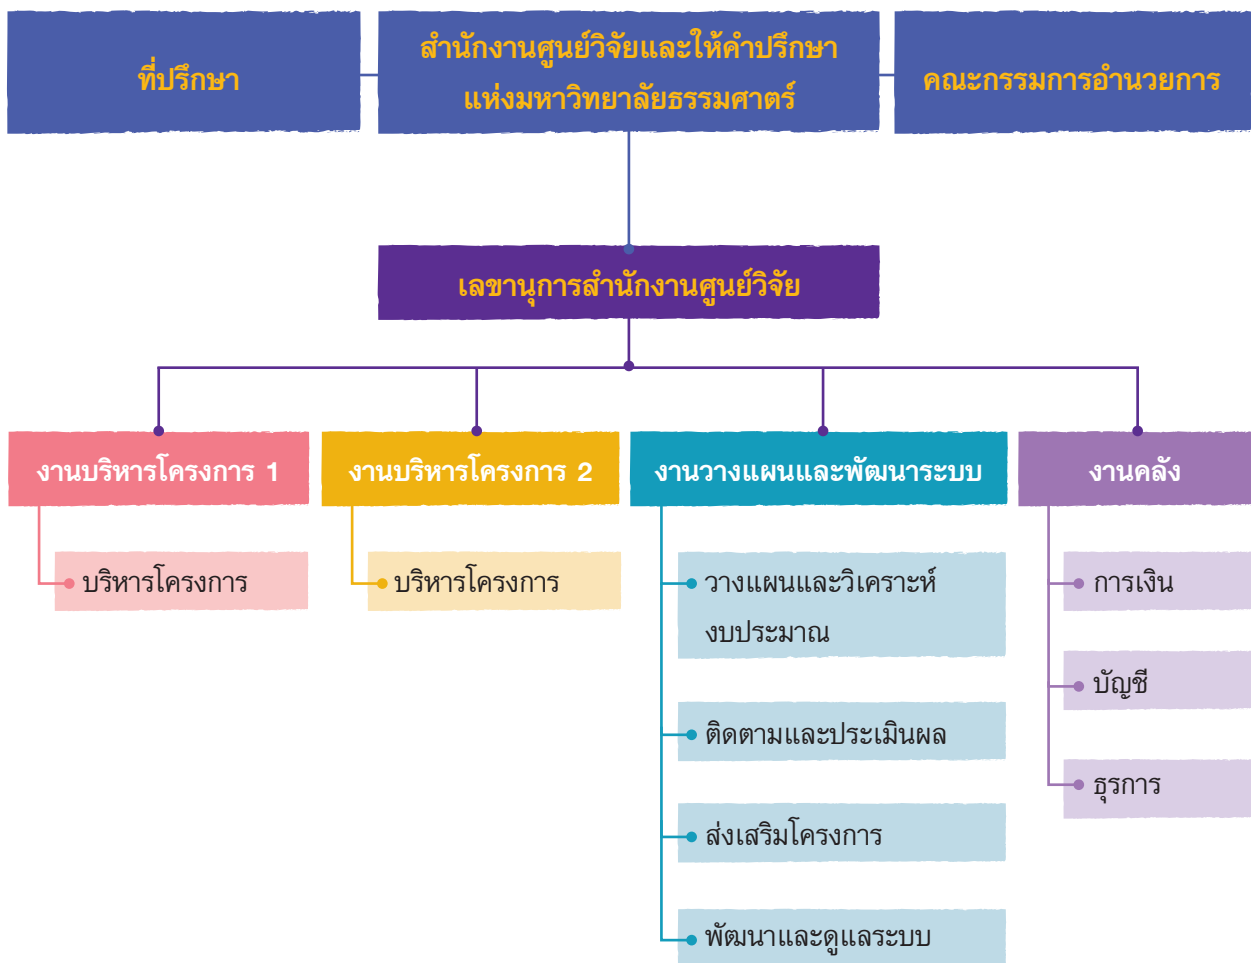 ที่ปรึกษา
สำนักงานศูนย์วิจัยและให้คำปรึกษา
แห่งมหาวิทยาลัยธรรมศาตร์
คณะกรรมการอำนวยการ
เลขานุการสำนักงานศูนย์วิจัย
งานบริหารโครงการ 1
งานบริหารโครงการ 2
งานวางแผนและพัฒนาระบบ
งานคลัง
บริหารโครงการ
บริหารโครงการ
วางแผนและวิเคราะห์
งบประมาณ
ติดตามและประเมินผล
ส่งเสริมโครงการ
พัฒนาและดูแลระบบ
การเงิน
บัญชี
ธุรการ